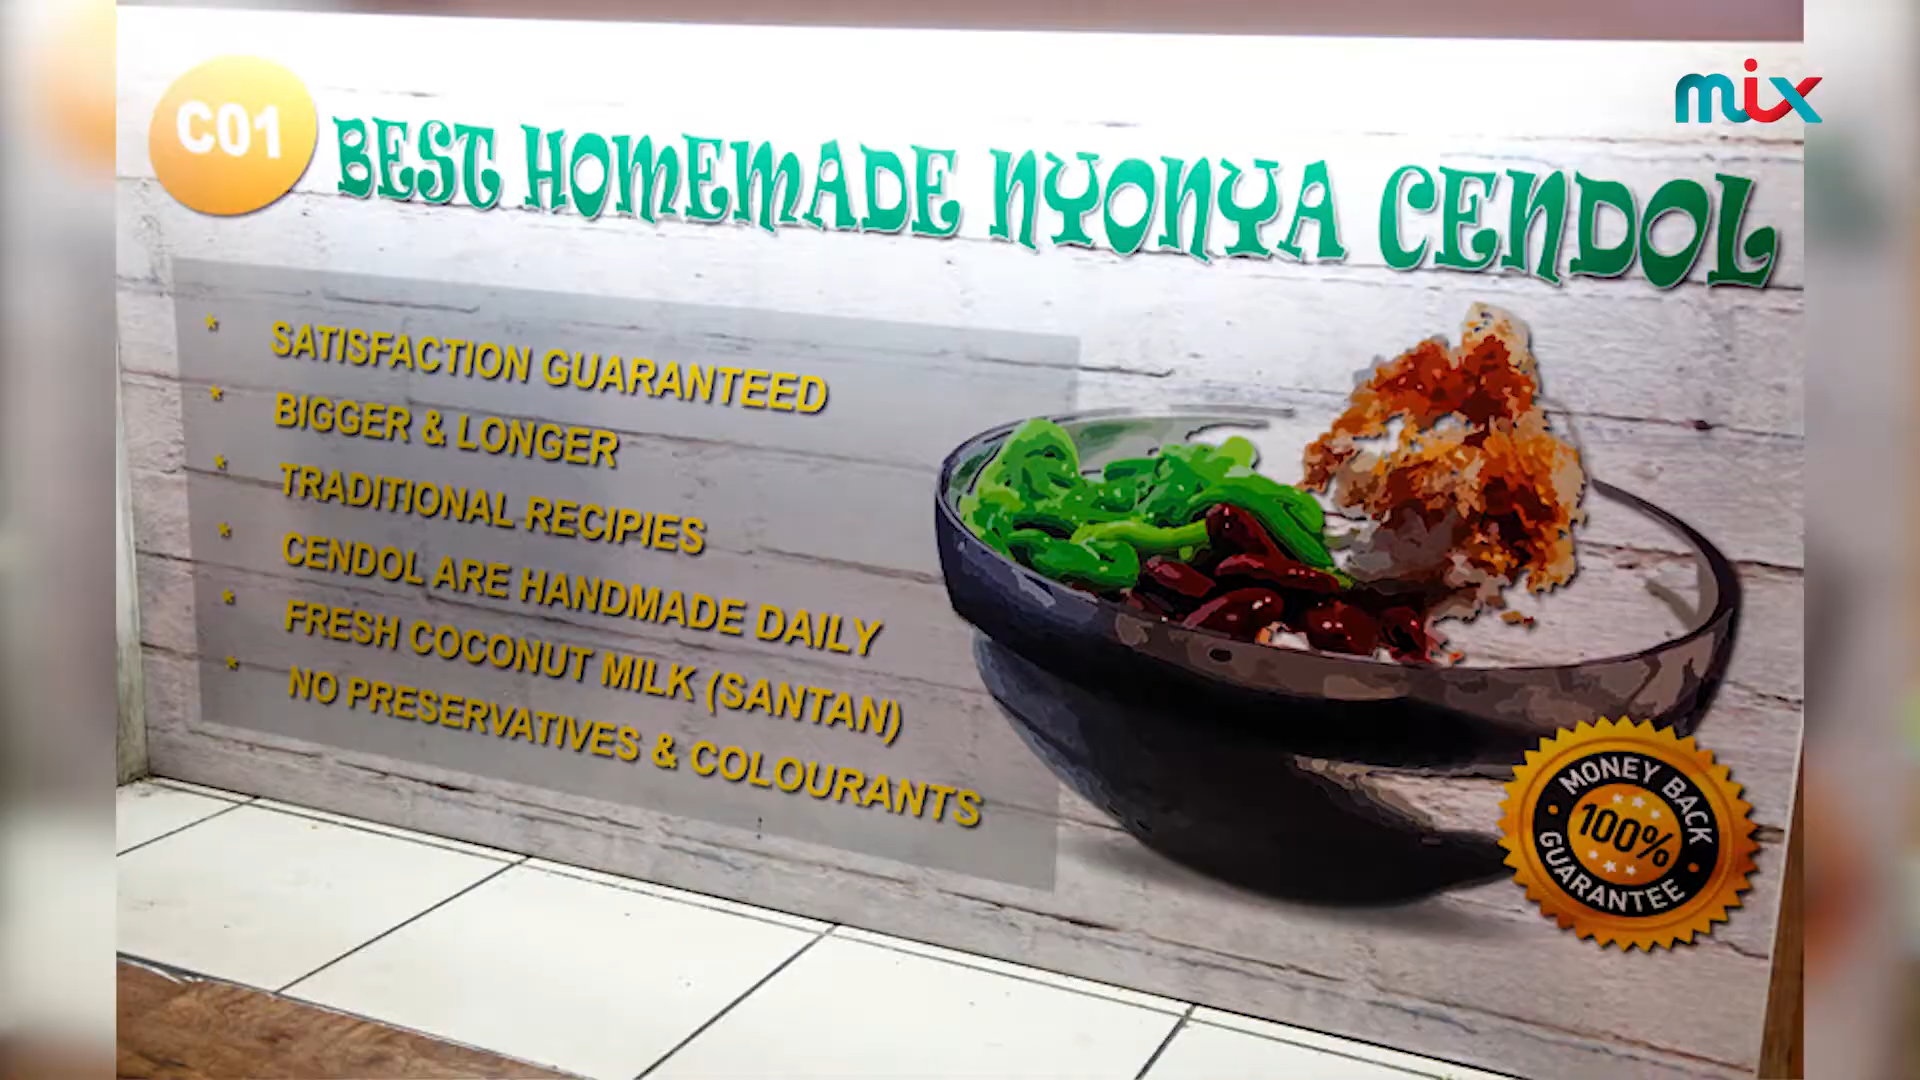 mix
C01
BEST HOMEMADE NYONYA CENDOL
* SATISFACTION GUARANTEED
* BIGGER & LONGER
* TRADITIONAL RECIPIES
* CENDOL ARE HANDMADE DAILY
* FRESH COCONUT MILK (SANTAN)
* NO PRESERVATIVES & COLOURANTS
MONEY BACK
100%
GUARANTEE